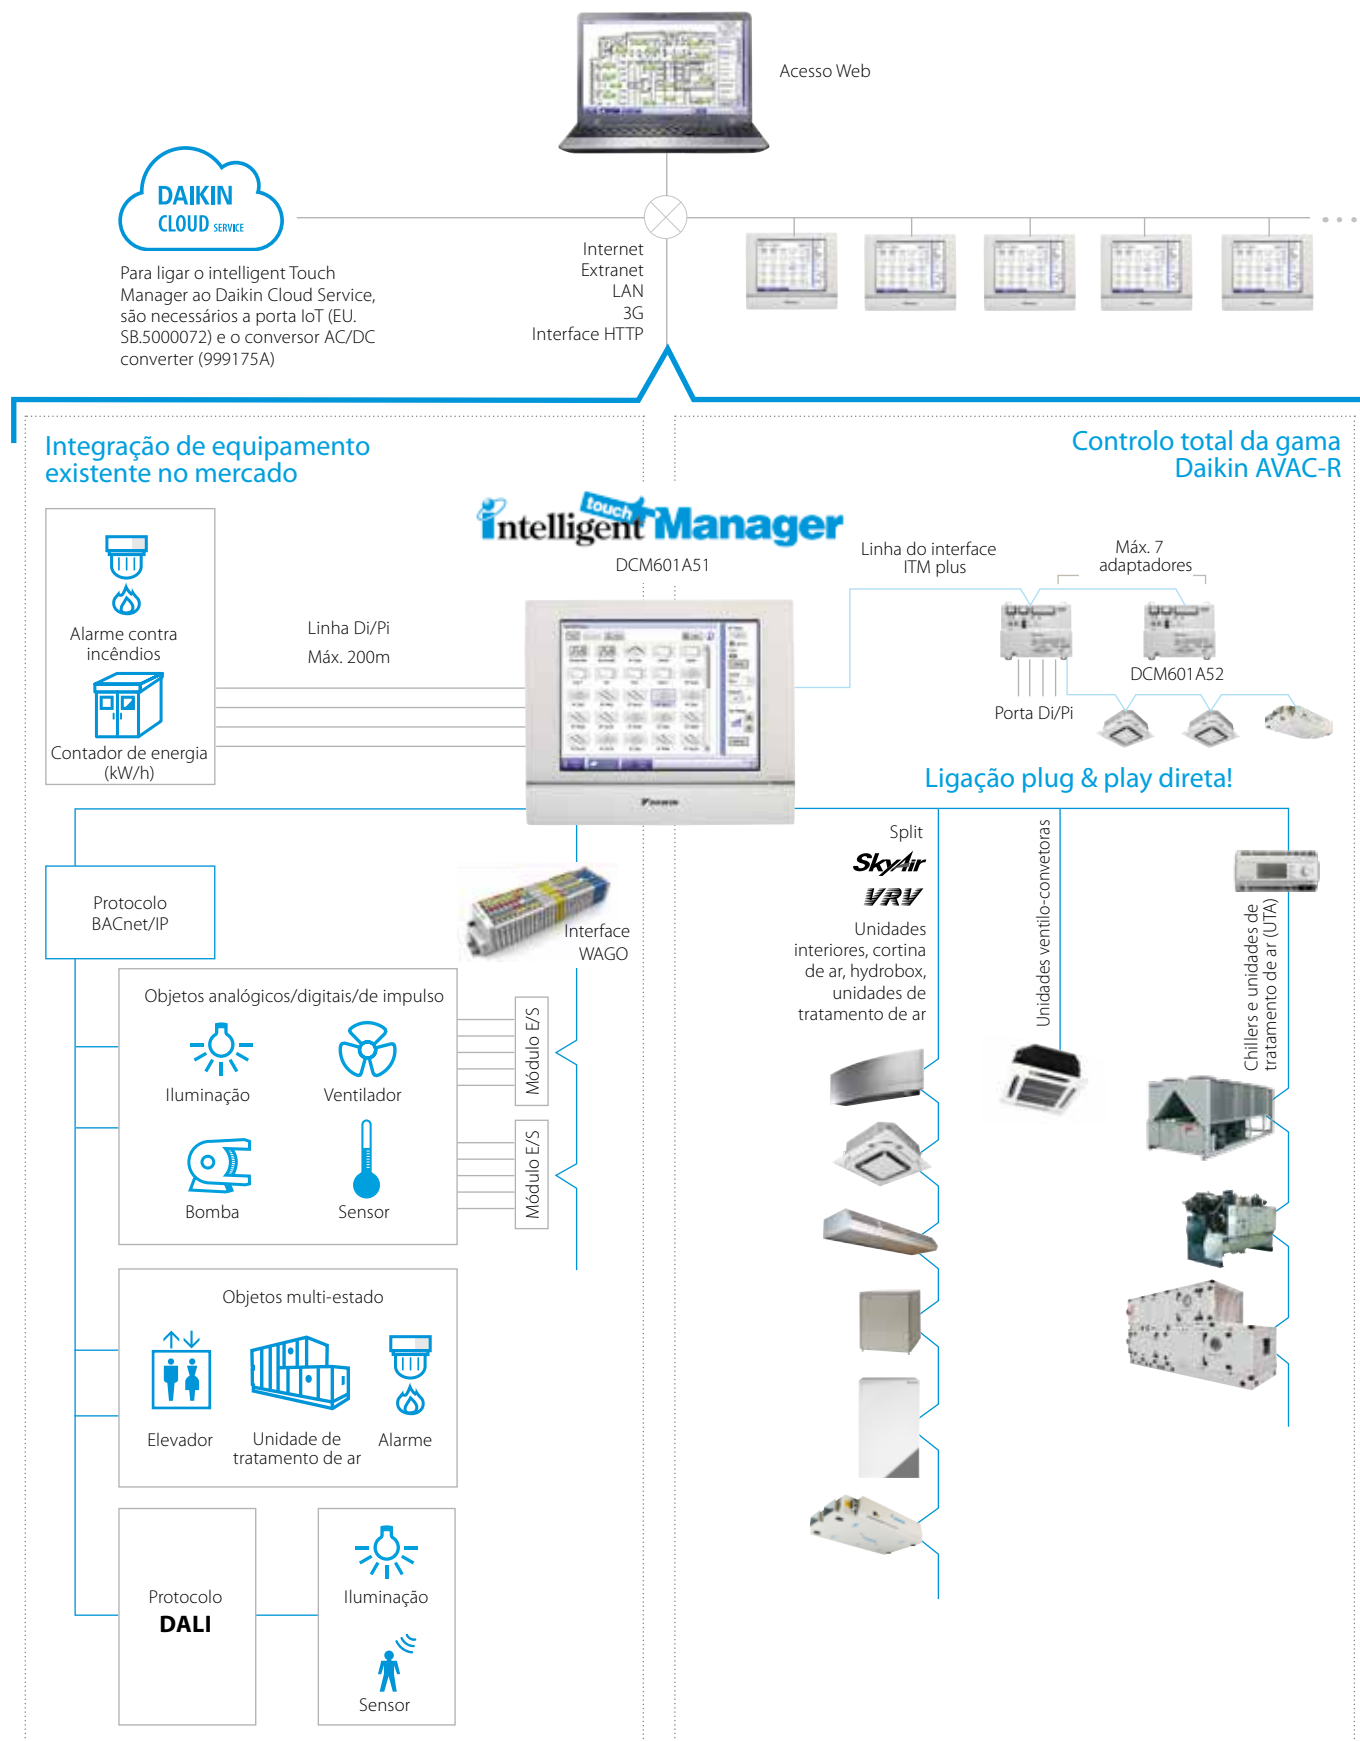 Acesso Web
DAIKIN
CLOUD SERVICE
Para ligar o intelligent Touch
Manager ao Daikin Cloud Service,
são necessários a porta IoT (EU.
SB.5000072) e o conversor AC/DC
converter (999175A)
Internet
Extranet
LAN
3G
Interface HTTP
Integração de equipamento
existente no mercado
Controlo total da gama
Daikin AVAC-R
intelligent touch Manager
DCM601A51
Alarme contra
incêndios
Contador de energia
(kW/h)
Linha Di/Pi
Máx. 200m
Linha do interface
ITM plus
Máx. 7
adaptadores
DCM601A52
Porta Di/Pi
Ligação plug & play direta!
DAIKIN
Protocolo
BACnet/IP
Interface
WAGO
Objetos analógicos/digitais/de impulso
Iluminação
Ventilador
Bomba
Sensor
Módulo E/S
Módulo E/S
Split
SkyAir
VRV
Unidades
interiores, cortina
de ar, hydrobox,
unidades de
tratamento de ar
Unidades ventilo-convetoras
Chillers e unidades de
tratamento de ar (UTA)
Objetos multi-estado
Elevador
Unidade de
tratamento de ar
Alarme
Protocolo
DALI
Iluminação
Sensor